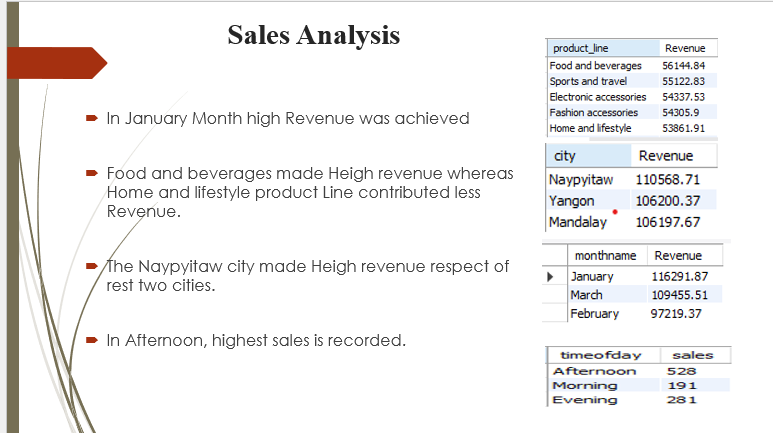 Sales Analysis
In January Month high Revenue was achieved
Food and beverages made Heigh revenue whereas
Home and lifestyle product Line contributed less
Revenue.
The Naypyitaw city made Heigh revenue respect of
rest two cities.
In Afternoon, highest sales is recorded.
product_line Revenue
Food and beverages 56144.84
Sports and travel 55122.83
Electronic accessories 54337.53
Fashion accessories 54305.9
Home and lifestyle 53861.91
city Revenue
Naypyitaw 110568.71
Yangon 106200.37
Mandalay 106197.67
monthname Revenue
January 116291.87
March 109455.51
February 97219.37
timeofday sales
Afternoon 528
Morning 191
Evening 281